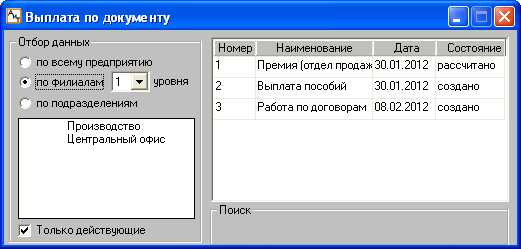 Выплата по документу
Отбор данных
по всему предприятию
по филиалам 1 уровня
по подразделениям
Производство
Центральный офис
Только действующие
Номер Наименование Дата Состояние
1 Премия (отдел продаж 30.01.2012 рассчитано
2 Выплата пособий 30.01.2012 создано
3 Работа по договорам 08.02.2012 создано
Поиск